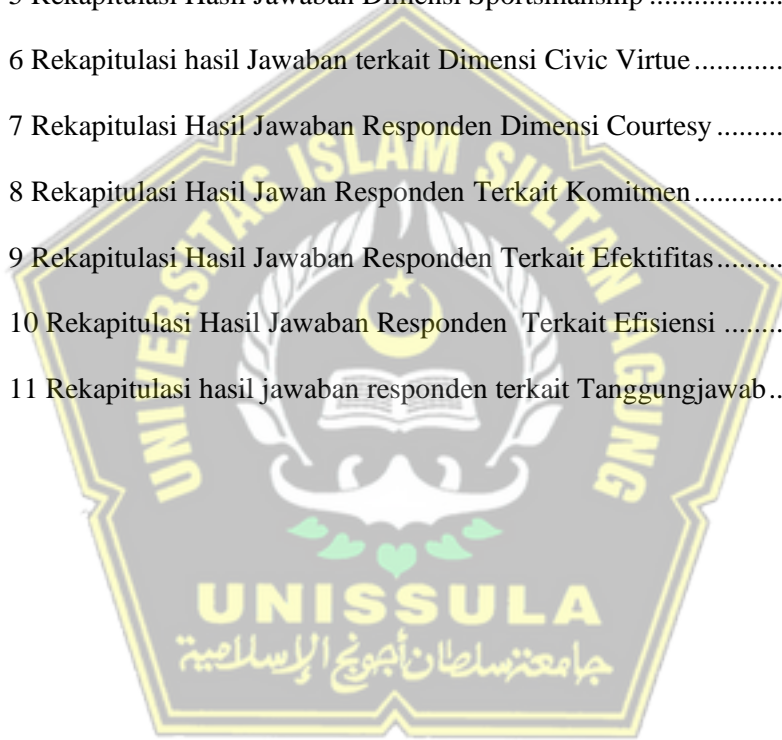 5 Rekapitulasi Hasil Jawaban Dimensi Sportsmanship ...................
6 Rekapitulasi hasil Jawaban terkait Dimensi Civic Virtue ............
7 Rekapitulasi Hasil Jawaban Responden Dimensi Courtesy .........
8 Rekapitulasi Hasil Jawan Responden Terkait Komitmen ............
9 Rekapitulasi Hasil Jawaban Responden Terkait Efektifitas .........
10 Rekapitulasi Hasil Jawaban Responden Terkait Efisiensi ........
11 Rekapitulasi hasil jawaban responden terkait Tanggungjawab ..
UNIVERSITAS ISLAM SULTAN AGUNG
UNISSULA
جامعة سلطان أجونج الإسلامية